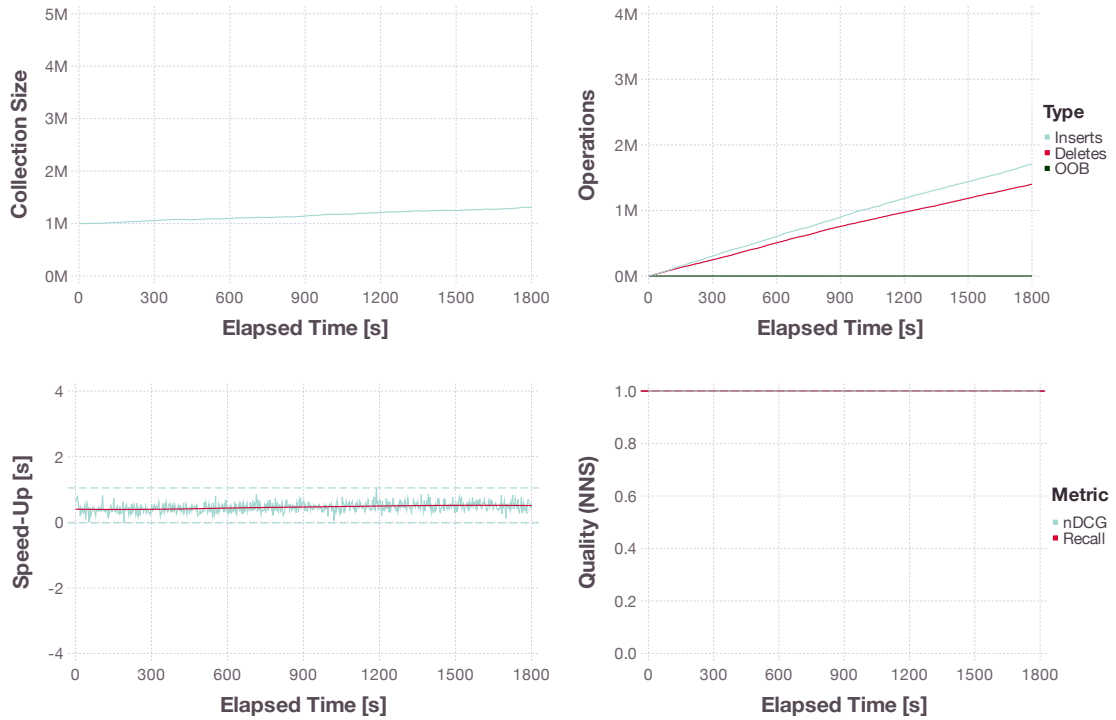 5M
4M
3M
2M
1M
0M
Collection Size
0 300 600 900 1200 1500 1800
Elapsed Time [s]
4M
3M
2M
1M
0M
Operations
0 300 600 900 1200 1500 1800
Elapsed Time [s]
Type
Inserts
Deletes
OOB
4
2
0
-2
-4
Speed-Up [s]
0 300 600 900 1200 1500 1800
Elapsed Time [s]
1.0
0.8
0.6
0.4
0.2
0.0
Quality (NNS)
0 300 600 900 1200 1500 1800
Elapsed Time [s]
Metric
nDCG
Recall